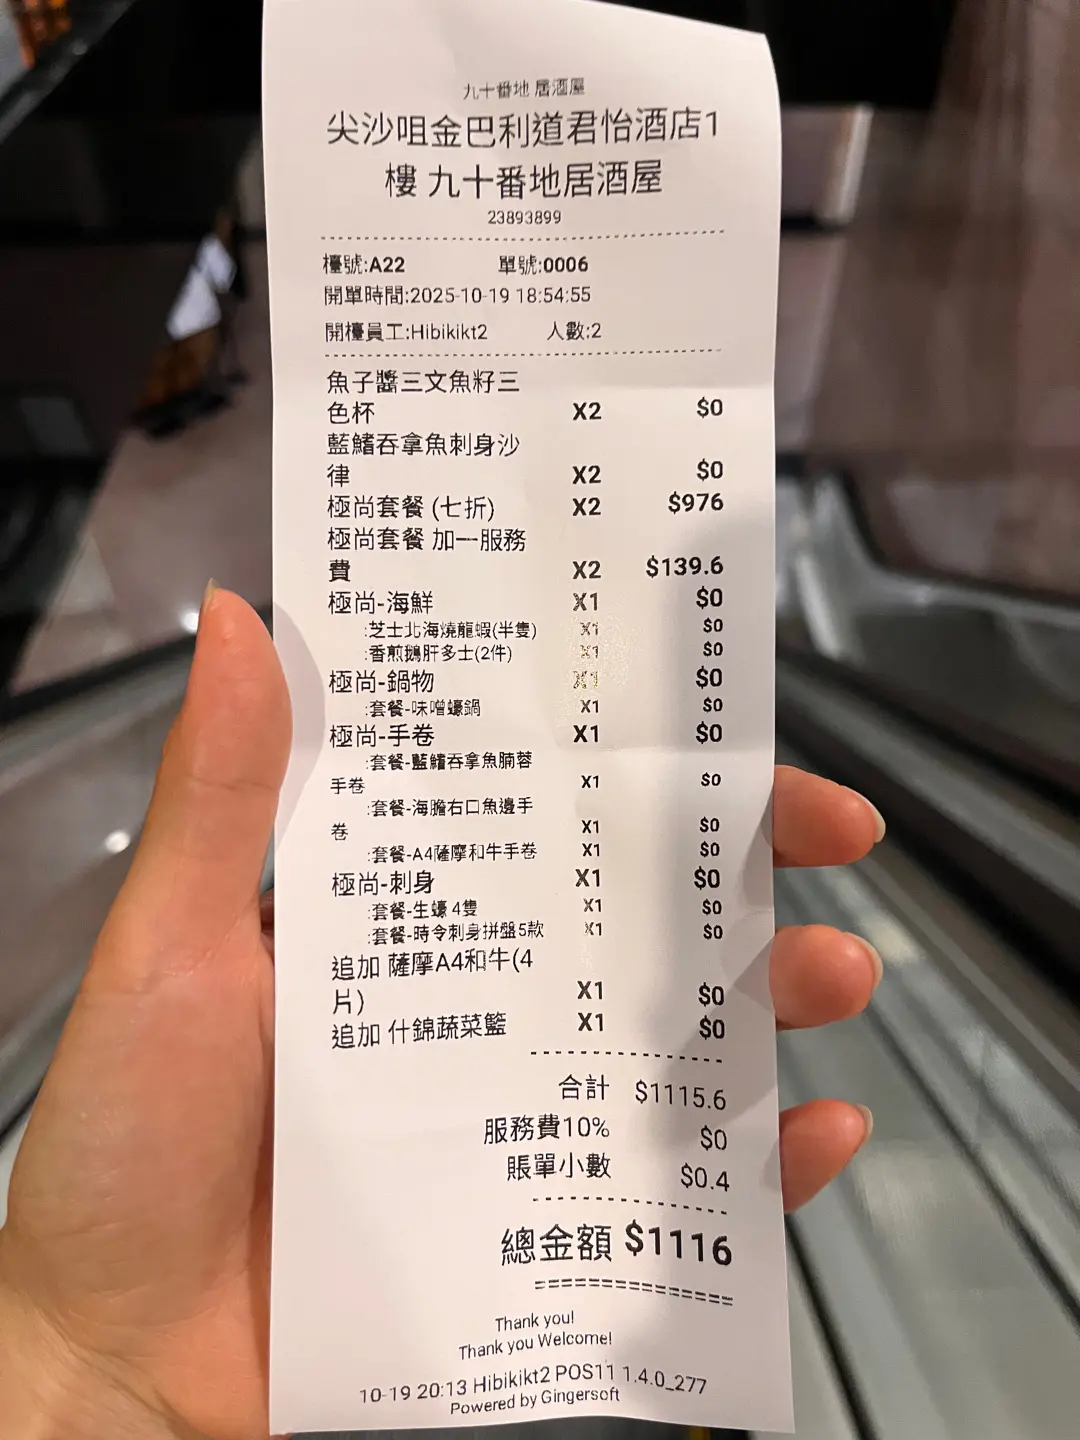 九十番地 居酒屋
尖沙咀金巴利道君怡酒店1
樓 九十番地居酒屋
23893899
檯號:A22 單號:0006
開單時間:2025-10-19 18:54:55
開檯員工:Hibikikt2 人數:2
魚子醬三文魚籽三
色杯 X2 $0
藍鰭吞拿魚刺身沙
律 X2 $0
極尚套餐 (七折) X2 $976
極尚套餐 加一服務
費 X2 $139.6
極尚-海鮮 X1 $0
:芝士北海燒龍蝦(半隻) X1 $0
:香煎鵝肝多士(2件) X1 $0
極尚-鍋物 X1 $0
:套餐-味噌蠔鍋 X1 $0
極尚-手卷 X1 $0
:套餐-藍鰭吞拿魚腩蓉
手卷 X1 $0
:套餐-海膽右口魚邊手
卷 X1 $0
:套餐-A4薩摩和牛手卷 X1 $0
極尚-刺身 X1 $0
:套餐-生蠔 4隻 X1 $0
:套餐-時令刺身拼盤5款 X1 $0
追加 薩摩A4和牛(4
片) X1 $0
追加 什錦蔬菜籃 X1 $0
合計 $1115.6
服務費10% $0
賬單小數 $0.4
總金額 $1116
===============
Thank you!
Thank you Welcome!
10-19 20:13 Hibikikt2 POS11 1.4.0_277
Powered by Gingersoft